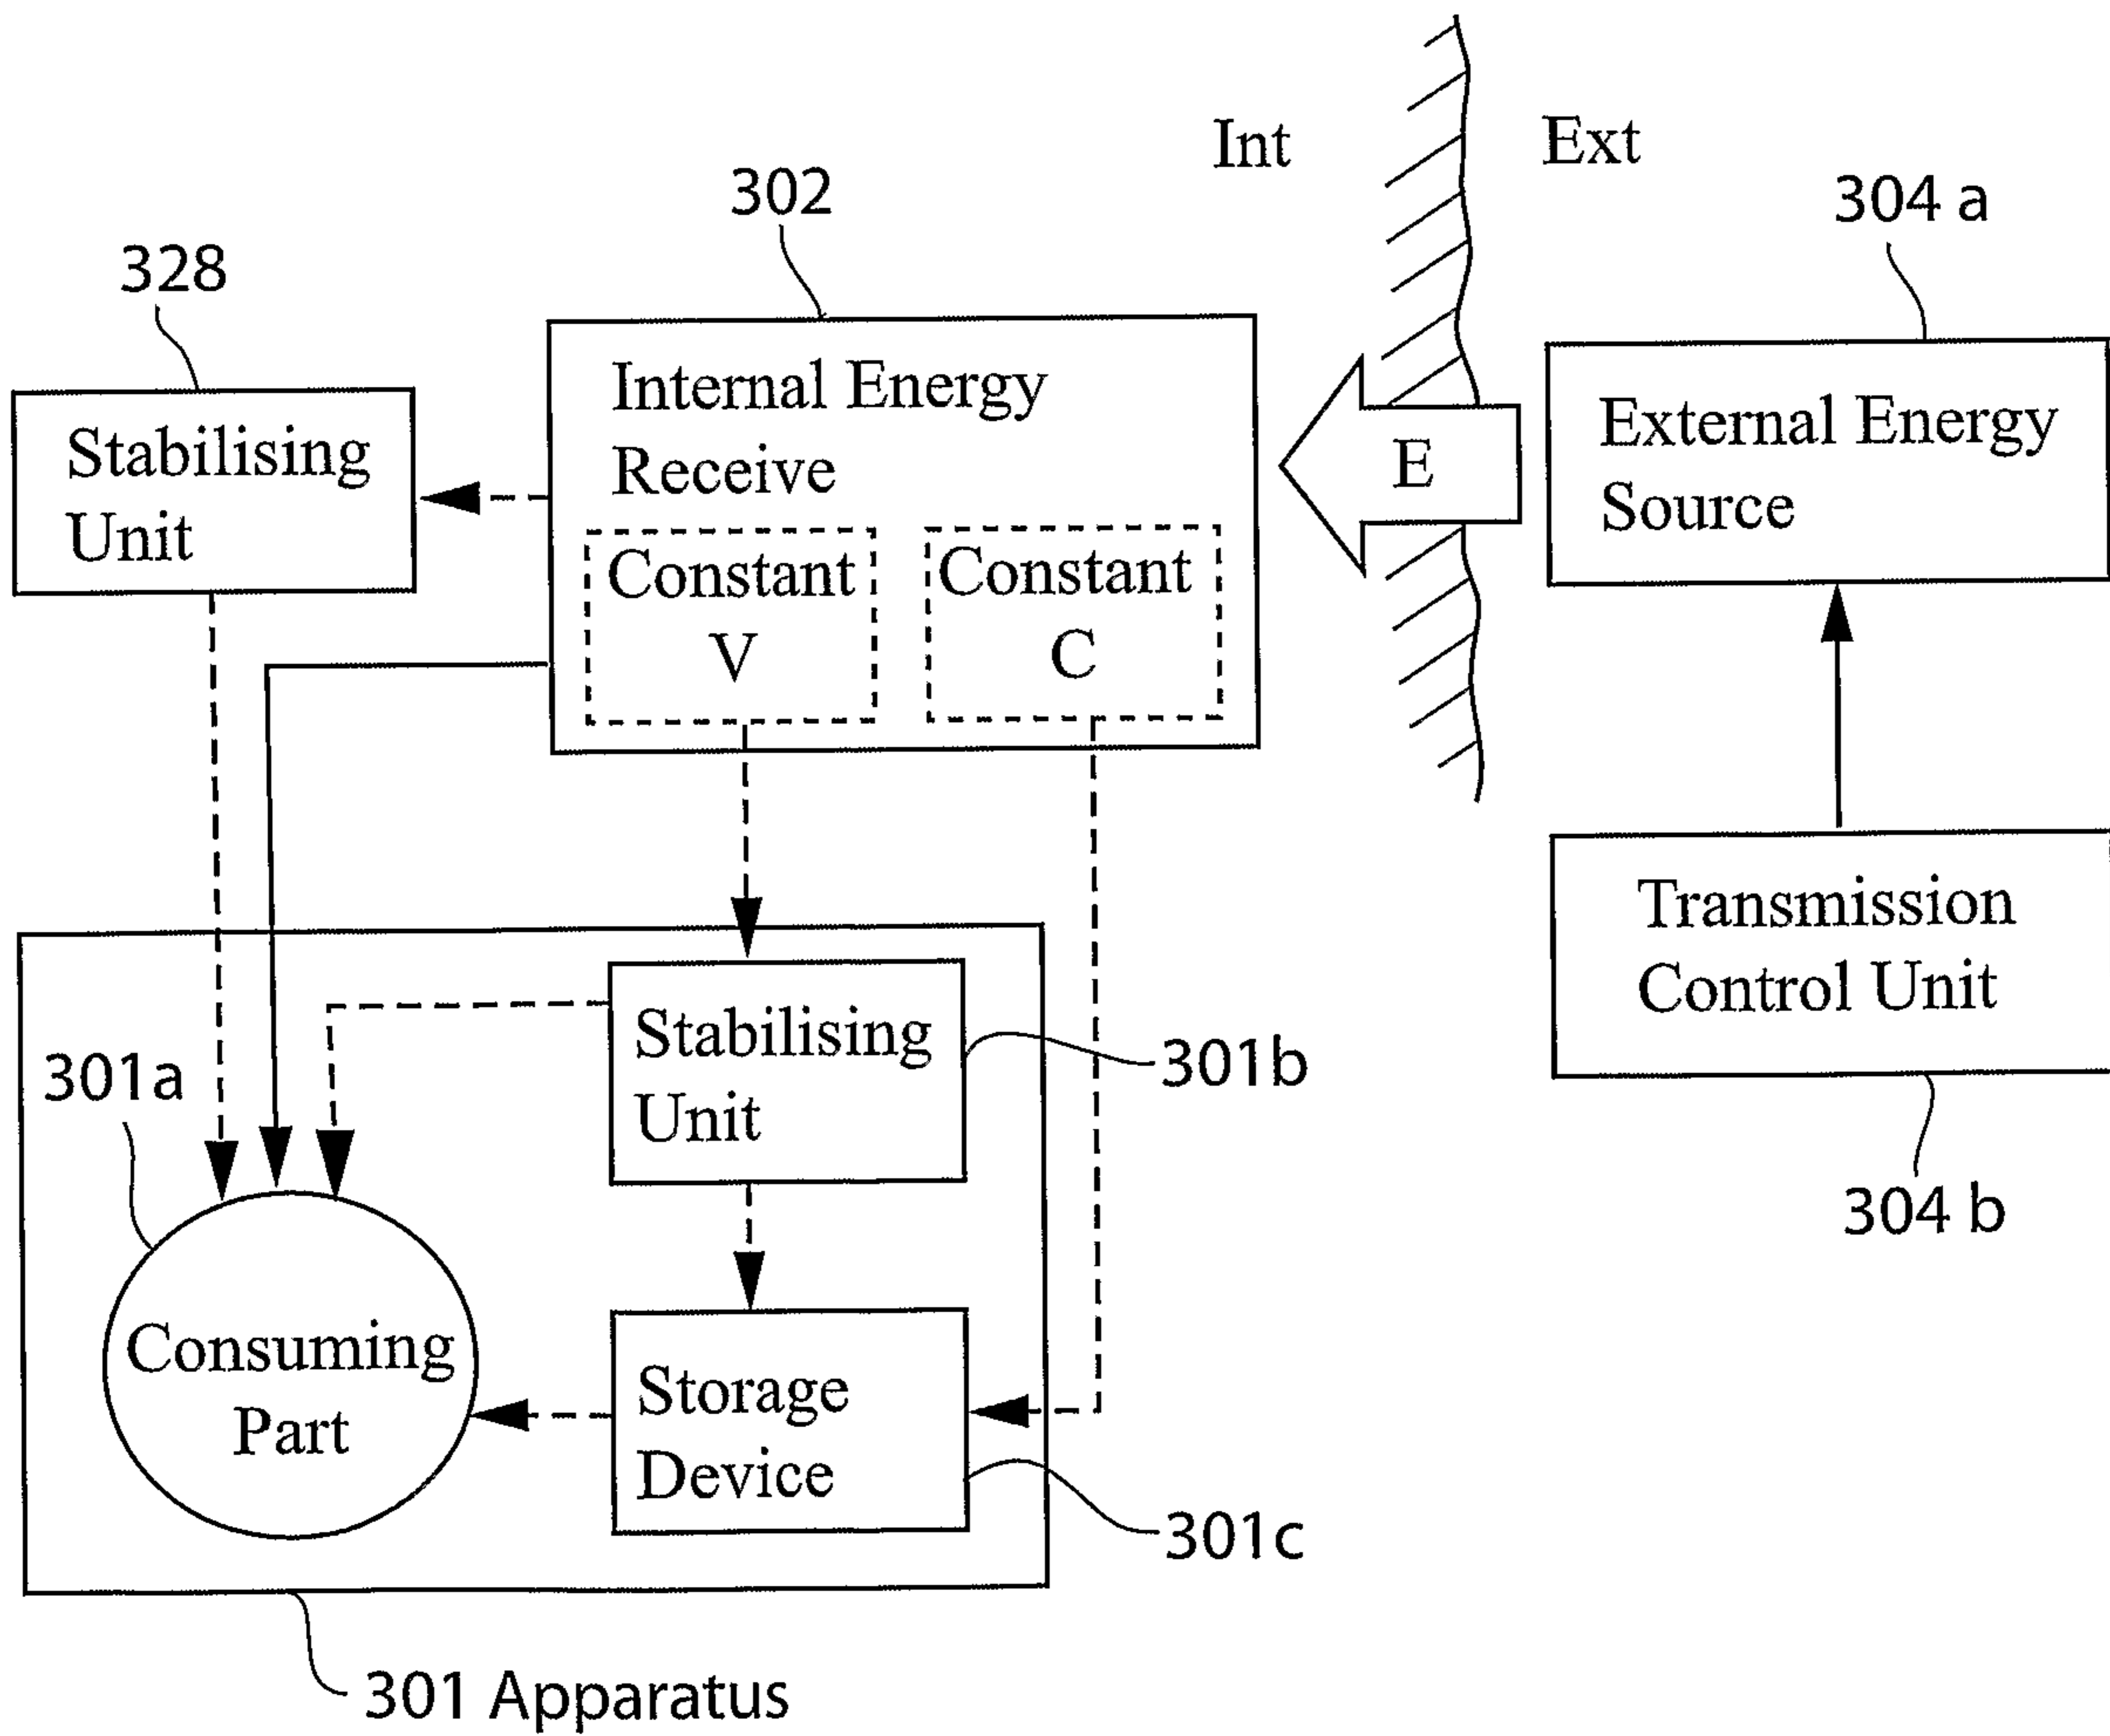 Int
Ext
302
304 a
328
Internal Energy
Receive
External Energy
Source
Stabilising
Unit
E
Constant
V
Constant
C
Transmission
Control Unit
301a
Stabilising
Unit
301b
304 b
Consuming
Part
Storage
Device
301c
301 Apparatus